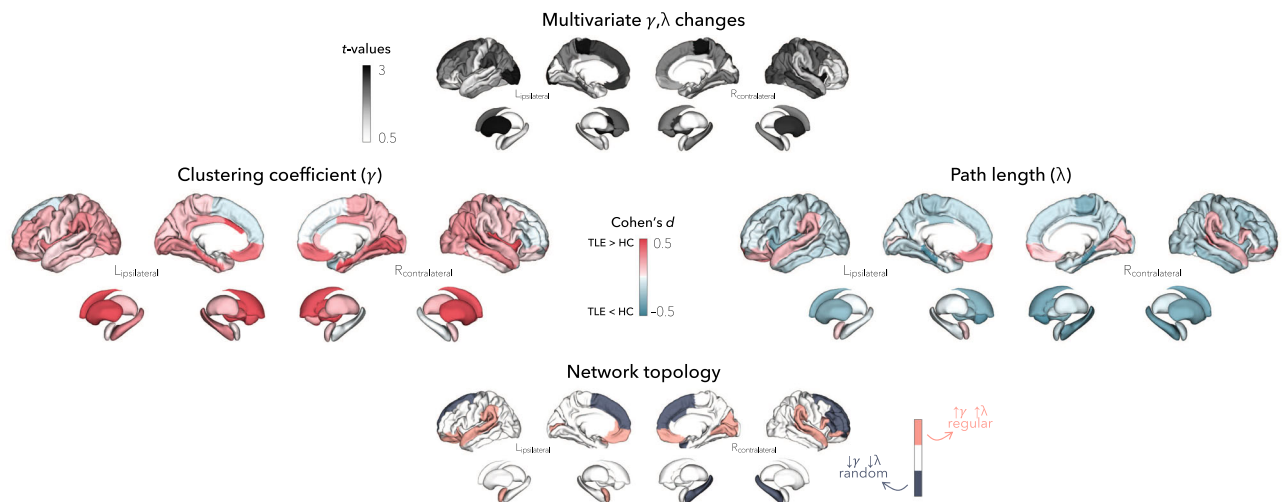 Multivariate γ,λ changes
t-values
3
0.5
Lipsilateral
Rcontralateral
Clustering coefficient (γ)
Path length (λ)
Cohen's d
TLE > HC 0.5
TLE < HC –0.5
Lipsilateral
Rcontralateral
Lipsilateral
Rcontralateral
Network topology
Lipsilateral
Rcontralateral
↑γ ↑λ
regular
↓γ ↓λ
random